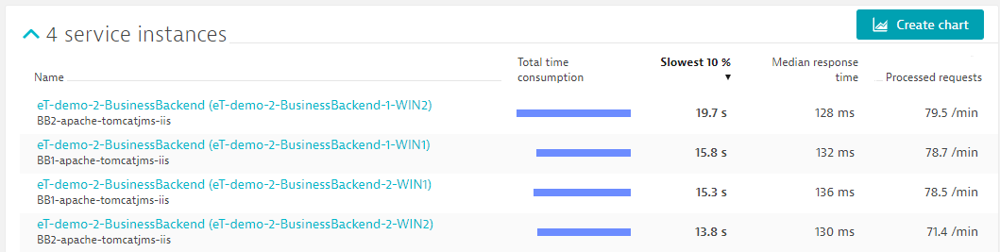 4 service instances
Create chart
Name
Total time consumption
Slowest 10 %
Median response time
Processed requests
eT-demo-2-BusinessBackend (eT-demo-2-BusinessBackend-1-WIN2)
BB2-apache-tomcatjms-iis
19.7 s
128 ms
79.5 /min
eT-demo-2-BusinessBackend (eT-demo-2-BusinessBackend-1-WIN1)
BB1-apache-tomcatjms-iis
15.8 s
132 ms
78.7 /min
eT-demo-2-BusinessBackend (eT-demo-2-BusinessBackend-2-WIN1)
BB1-apache-tomcatjms-iis
15.3 s
136 ms
78.5 /min
eT-demo-2-BusinessBackend (eT-demo-2-BusinessBackend-2-WIN2)
BB2-apache-tomcatjms-iis
13.8 s
130 ms
71.4 /min